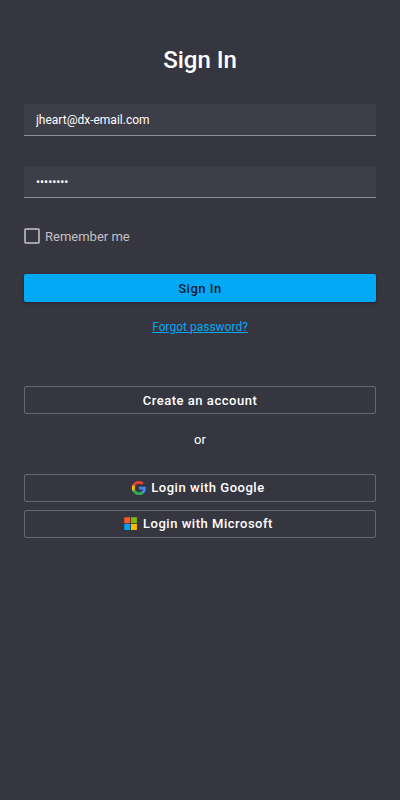 Sign In
jheart@dx-email.com
••••••••
Remember me
Sign In
Forgot password?
Create an account
or
Login with Google
Login with Microsoft